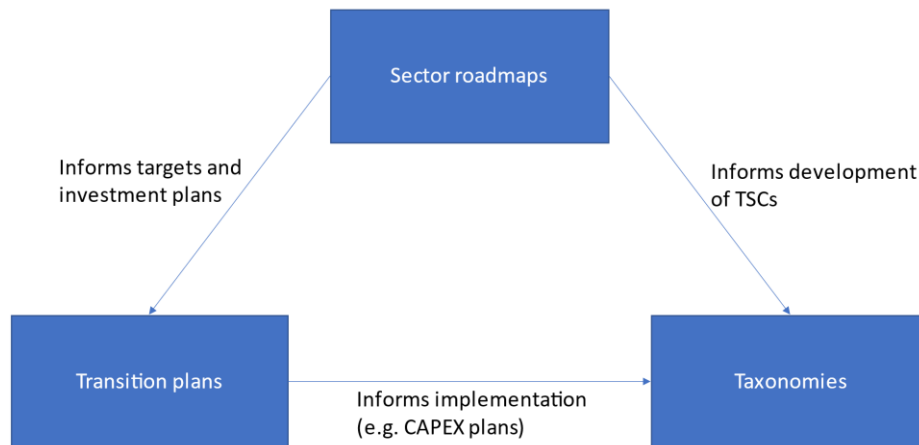 Sector roadmaps
Informs targets and
investment plans
Informs development
of TSCs
Transition plans
Taxonomies
Informs implementation
(e.g. CAPEX plans)